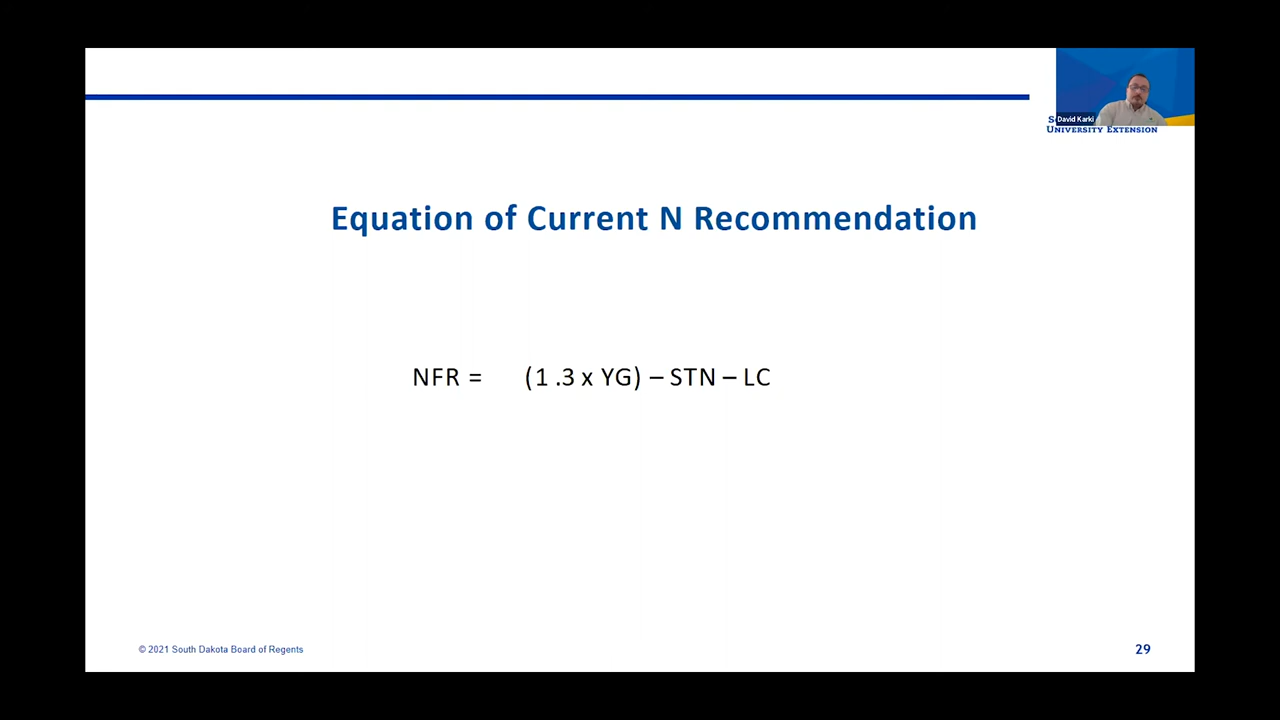 David Karki
University Extension
Equation of Current N Recommendation
NFR = (1 .3 x YG) – STN – LC
© 2021 South Dakota Board of Regents
29